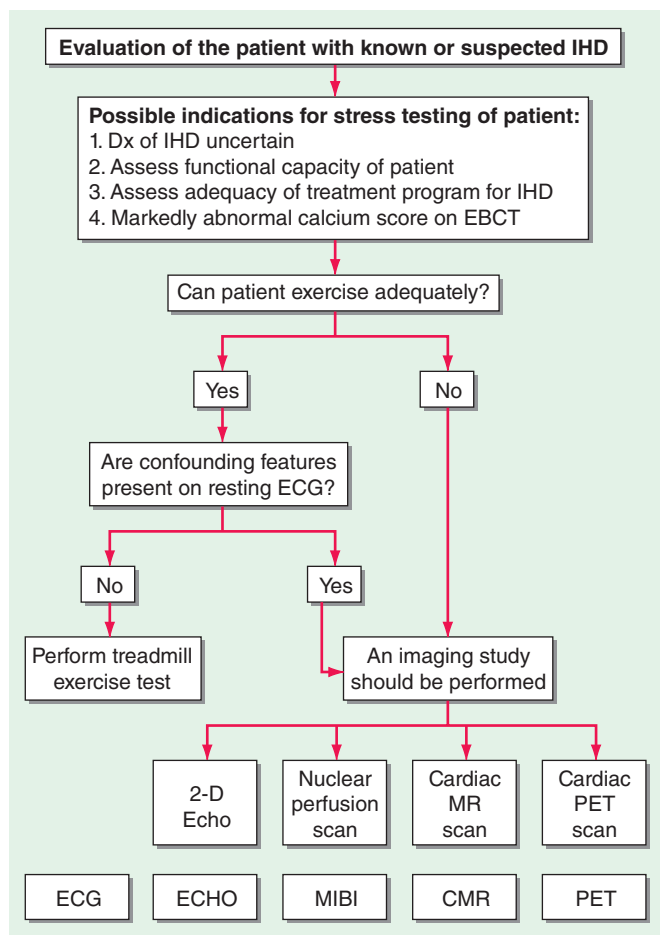 Evaluation of the patient with known or suspected IHD
Possible indications for stress testing of patient:
1. Dx of IHD uncertain
2. Assess functional capacity of patient
3. Assess adequacy of treatment program for IHD
4. Markedly abnormal calcium score on EBCT
Can patient exercise adequately?
Yes
No
Are confounding features
present on resting ECG?
No
Yes
Perform treadmill
exercise test
An imaging study
should be performed
2-D
Echo
Nuclear
perfusion
scan
Cardiac
MR
scan
Cardiac
PET
scan
ECG
ECHO
MIBI
CMR
PET